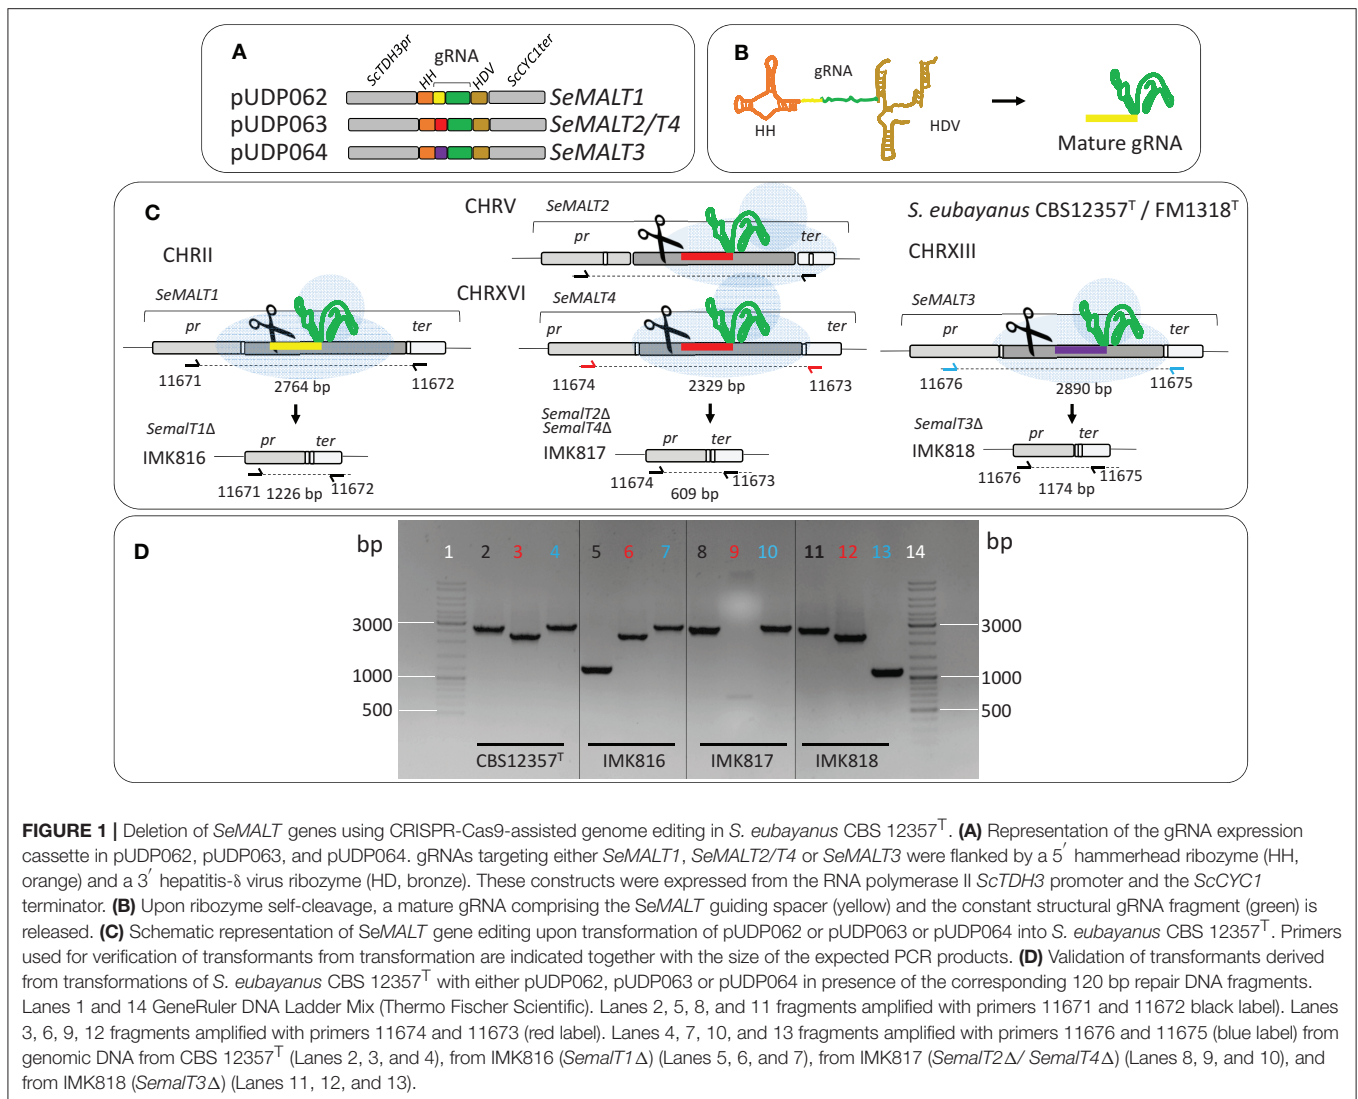 A
ScTDH3pr
HH
gRNA
HDV
ScCYC1ter
pUDP062
SeMALT1
pUDP063
SeMALT2/T4
pUDP064
SeMALT3
B
gRNA
HH
HDV
Mature gRNA
C
CHRII
SeMALT1
pr
ter
11671
2764 bp
11672
SemalT1Δ
IMK816
pr
ter
11671
1226 bp
11672
CHRV
SeMALT2
pr
ter
CHRXVI
SeMALT4
pr
ter
11674
2329 bp
11673
SemalT2Δ
SemalT4Δ
IMK817
pr
ter
11674
609 bp
11673
S. eubayanus CBS12357T / FM1318T
CHRXIII
SeMALT3
pr
ter
11676
2890 bp
11675
SemalT3Δ
IMK818
pr
ter
11676
1174 bp
11675
D
bp
1 2 3 4 5 6 7 8 9 10 11 12 13 14
bp
3000
3000
1000
1000
500
500
CBS12357T
IMK816
IMK817
IMK818
FIGURE 1 | Deletion of SeMALT genes using CRISPR-Cas9-assisted genome editing in S. eubayanus CBS 12357T. (A) Representation of the gRNA expression
cassette in pUDP062, pUDP063, and pUDP064. gRNAs targeting either SeMALT1, SeMALT2/T4 or SeMALT3 were flanked by a 5′ hammerhead ribozyme (HH,
orange) and a 3′ hepatitis-δ virus ribozyme (HD, bronze). These constructs were expressed from the RNA polymerase II ScTDH3 promoter and the ScCYC1
terminator. (B) Upon ribozyme self-cleavage, a mature gRNA comprising the SeMALT guiding spacer (yellow) and the constant structural gRNA fragment (green) is
released. (C) Schematic representation of SeMALT gene editing upon transformation of pUDP062 or pUDP063 or pUDP064 into S. eubayanus CBS 12357T. Primers
used for verification of transformants from transformation are indicated together with the size of the expected PCR products. (D) Validation of transformants derived
from transformations of S. eubayanus CBS 12357T with either pUDP062, pUDP063 or pUDP064 in presence of the corresponding 120 bp repair DNA fragments.
Lanes 1 and 14 GeneRuler DNA Ladder Mix (Thermo Fischer Scientific). Lanes 2, 5, 8, and 11 fragments amplified with primers 11671 and 11672 black label). Lanes
3, 6, 9, 12 fragments amplified with primers 11674 and 11673 (red label). Lanes 4, 7, 10, and 13 fragments amplified with primers 11676 and 11675 (blue label) from
genomic DNA from CBS 12357T (Lanes 2, 3, and 4), from IMK816 (SemalT1Δ) (Lanes 5, 6, and 7), from IMK817 (SemalT2Δ/ SemalT4Δ) (Lanes 8, 9, and 10), and
from IMK818 (SemalT3Δ) (Lanes 11, 12, and 13).